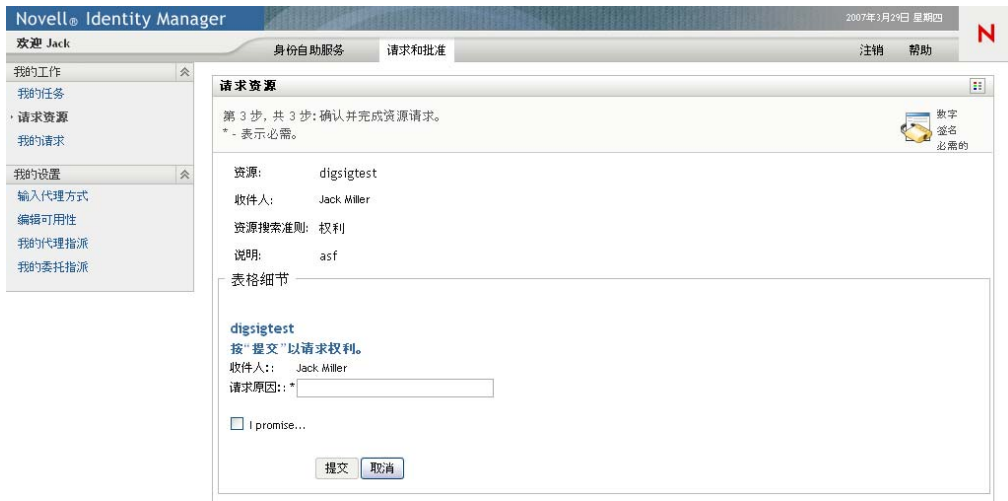 Novell® Identity Manager
2007年3月29日 星期四
N
欢迎 Jack
身份自助服务
请求和批准
注销
帮助
我的工作
我的任务
请求资源
我的请求
我的设置
输入代理方式
编辑可用性
我的代理指派
我的委托指派
请求资源
第 3 步, 共 3 步: 确认并完成资源请求。
* - 表示必需。
数字
签名
必需的
资源: digsigtest
收件人: Jack Miller
资源搜索准则: 权利
说明: asf
表格细节
digsigtest
按“提交”以请求权利。
收件人:: Jack Miller
请求原因:: *
I promise...
提交
取消